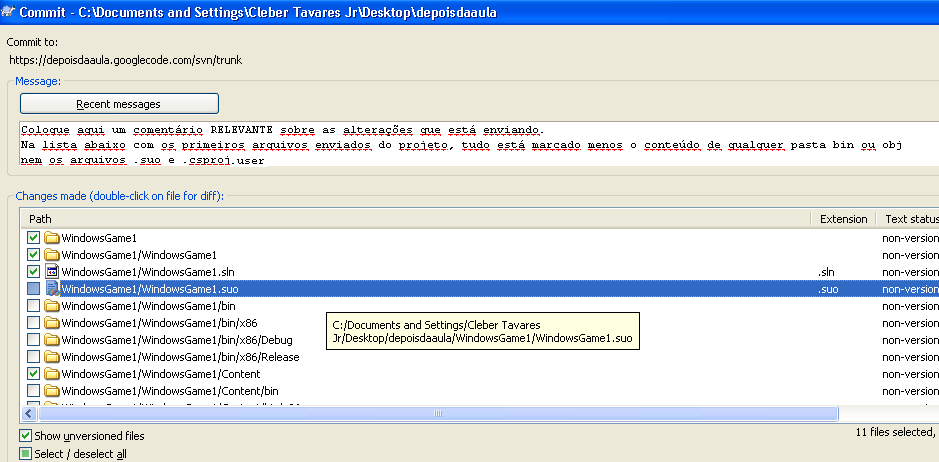 Commit - C:\Documents and Settings\Cleber Tavares Jr\Desktop\depoisdaaula
Commit to:
https://depoisdaaula.googlecode.com/svn/trunk
Message:
Recent messages
Coloque aqui um comentário RELEVANTE sobre as alterações que está enviando.
Na lista abaixo com os primeiros arquivos enviados do projeto, tudo está marcado menos o conteúdo de qualquer pasta bin ou obj
nem os arquivos .suo e .csproj.user
Changes made (double-click on file for diff):
Path Extension Text status
WindowsGame1 non-version
WindowsGame1/WindowsGame1 non-version
WindowsGame1/WindowsGame1.sln .sln non-version
WindowsGame1/WindowsGame1.suo .suo non-version
WindowsGame1/WindowsGame1/bin non-version
WindowsGame1/WindowsGame1/bin/x86 non-version
WindowsGame1/WindowsGame1/bin/x86/Debug non-version
WindowsGame1/WindowsGame1/bin/x86/Release non-version
WindowsGame1/WindowsGame1/Content non-version
WindowsGame1/WindowsGame1/Content/bin non-version
C:/Documents and Settings/Cleber Tavares
Jr/Desktop/depoisdaaula/WindowsGame1/WindowsGame1.suo
Show unversioned files
11 files selected,
Select / deselect all